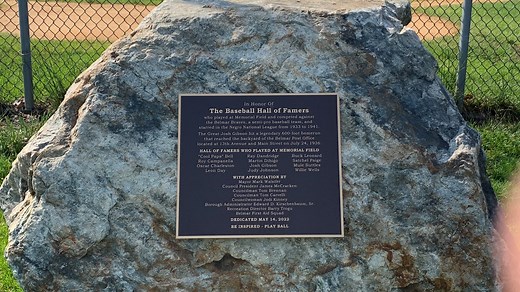 In Honor Of
The Baseball Hall of Famers
who played at Memorial Field and competed against
the Belmar Braves, a semi-pro baseball team, and
starred in the Negro National League from 1933 to 1941.
The Great Josh Gibson hit a legendary 600-foot homerun
that reached the backyard of the Belmar Post Office
located at 13th Avenue and Main Street on July 24, 1936
HALL OF FAMERS WHO PLAYED AT MEMORIAL FIELD
"Cool Papa" Bell Ray Dandridge Buck Leonard
Roy Campanella Martin Dihigo Satchel Paige
Oscar Charleston Josh Gibson Mule Suttles
Leon Day Judy Johnson Willie Wells
WITH APPRECIATION BY
Mayor Mark Walsifer
Council President James McCracken
Councilman Thomas Brennan
Councilman Tom Carvelli
Councilwoman Jodi Kinney
Borough Administrator Edward D. Kirschenbaum, Sr.
Recreation Director Barry Trego
Belmar First Aid Squad
DEDICATED MAY 14, 2022
BE INSPIRED - PLAY BALL